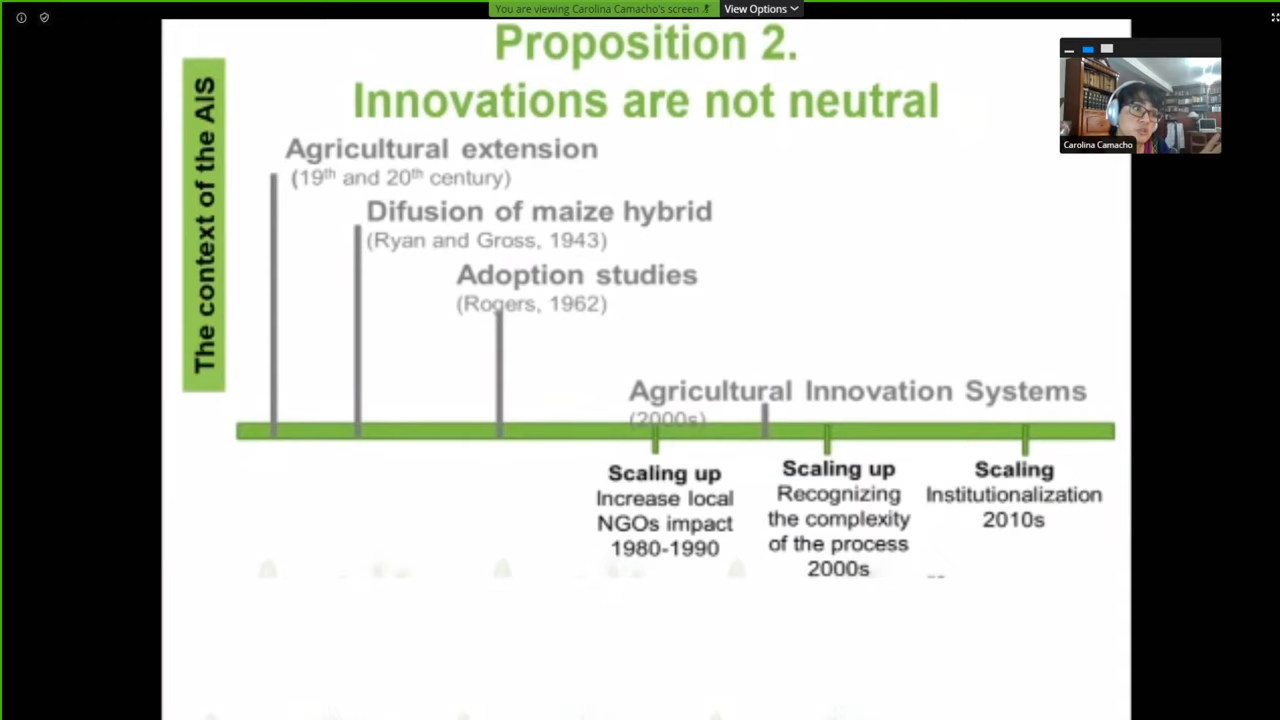 You are viewing Carolina Camacho's screen
View Options
Proposition 2.
Innovations are not neutral
Carolina Camacho
The context of the AIS
Agricultural extension
(19th and 20th century)
Difusion of maize hybrid
(Ryan and Gross, 1943)
Adoption studies
(Rogers, 1962)
Agricultural Innovation Systems
(2000s)
Scaling up
Increase local
NGOs impact
1980-1990
Scaling up
Recognizing
the complexity
of the process
2000s
Scaling
Institutionalization
2010s